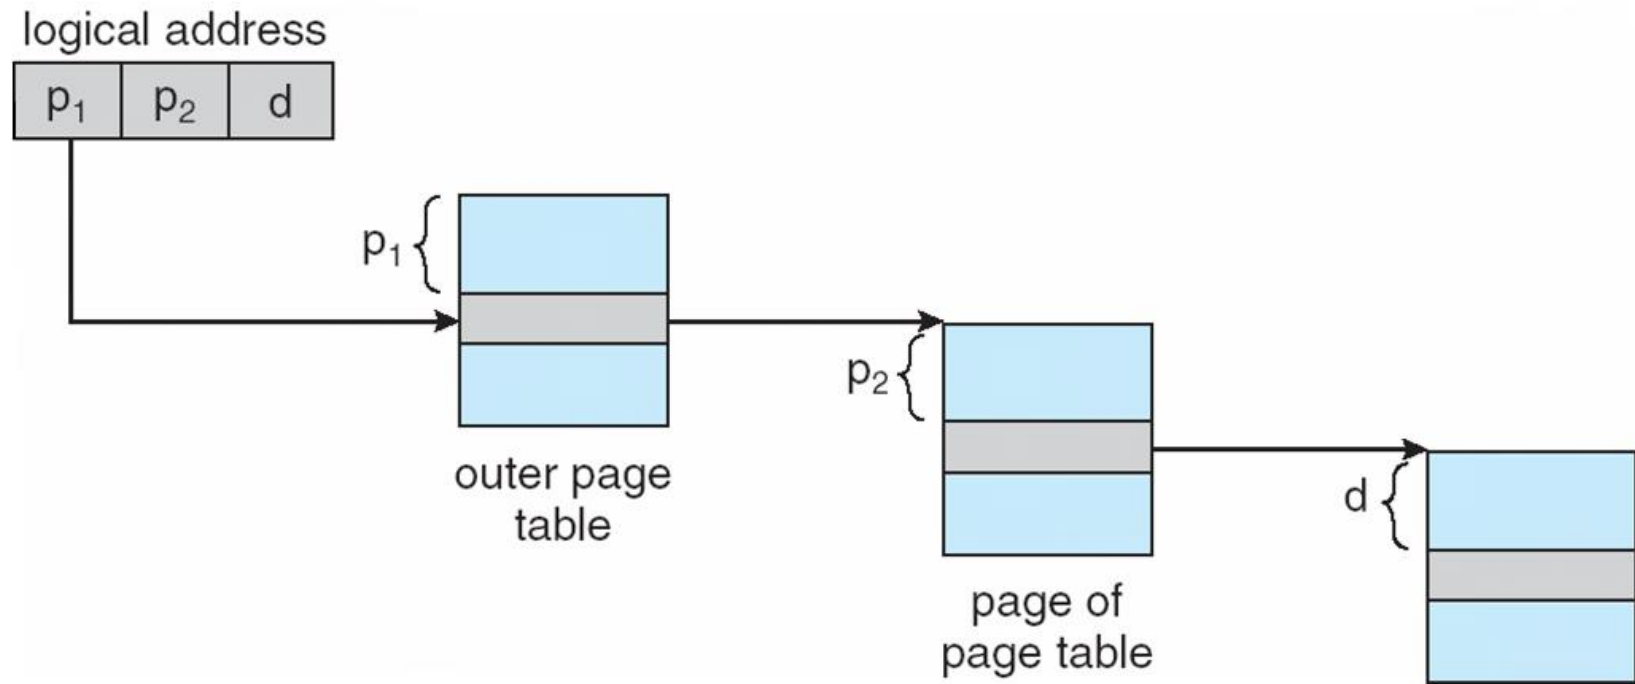 logical address
p₁ p₂ d
p₁
outer page
table
p₂
page of
page table
d